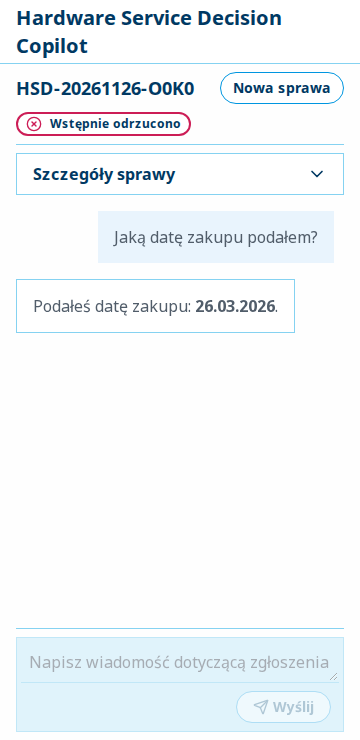 Hardware Service Decision
Copilot
HSD-20261126-O0K0
Nowa sprawa
Wstępnie odrzucono
Szczegóły sprawy
Jaką datę zakupu podałem?
Podałeś datę zakupu: 26.03.2026.
Napisz wiadomość dotyczącą zgłoszenia
Wyślij